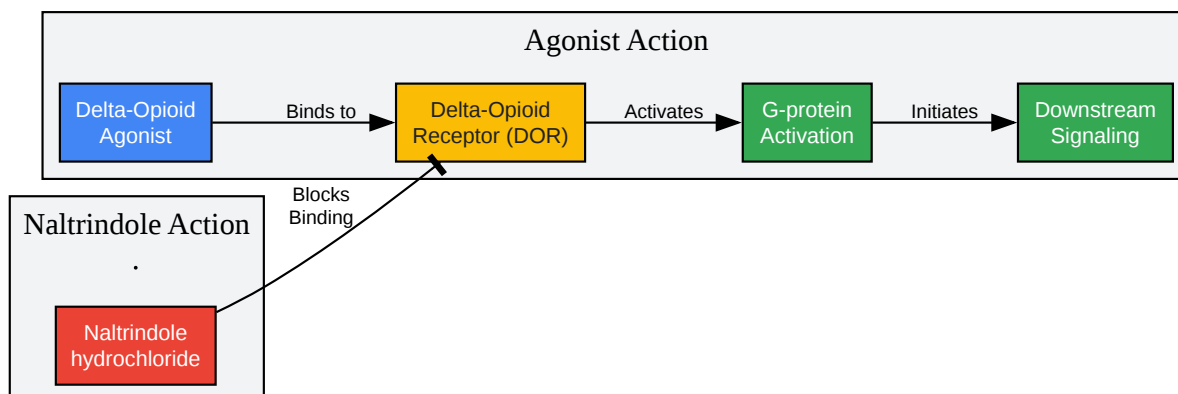 Agonist Action
Delta-Opioid
Agonist
Binds to
Delta-Opioid
Receptor (DOR)
Activates
G-protein
Activation
Initiates
Downstream
Signaling
Blocks
Binding
Naltrindole Action
.
Naltrindole
hydrochloride